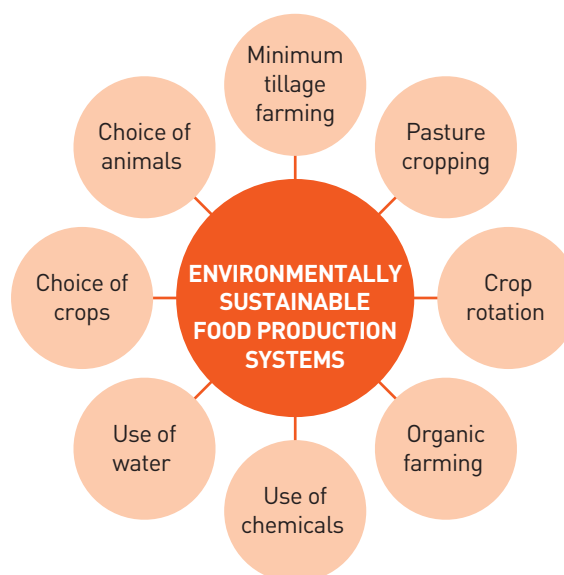 Minimum
tillage
farming
Pasture
cropping
Crop
rotation
Organic
farming
Use of
chemicals
Use of
water
Choice of
crops
Choice of
animals
ENVIRONMENTALLY
SUSTAINABLE
FOOD PRODUCTION
SYSTEMS